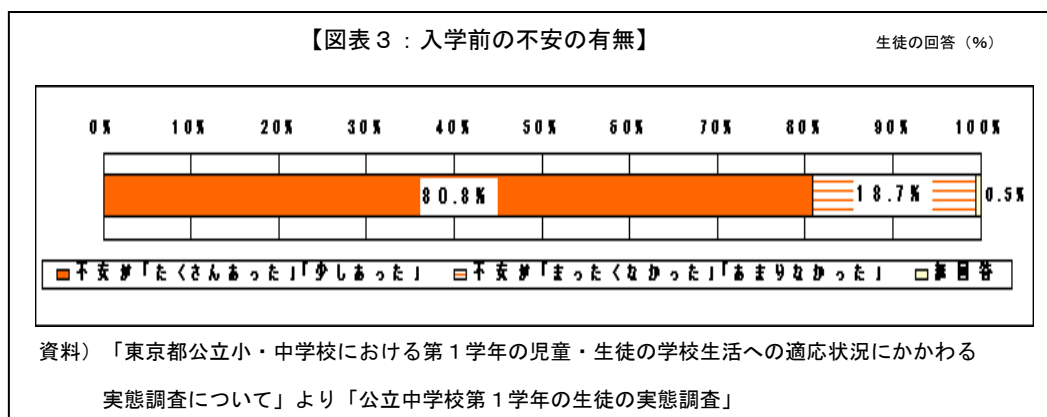 【図表３：入学前の不安の有無】
生徒の回答（％）
0% 10% 20% 30% 40% 50% 60% 70% 80% 90% 100%
80.8% 18.7% 0.5%
不安が「たくさんあった」「少しあった」 不安が「まったくなかった」「あまりなかった」 無回答
資料）「東京都公立小・中学校における第１学年の児童・生徒の学校生活への適応状況にかかわる
実態調査について」より「公立中学校第１学年の生徒の実態調査」